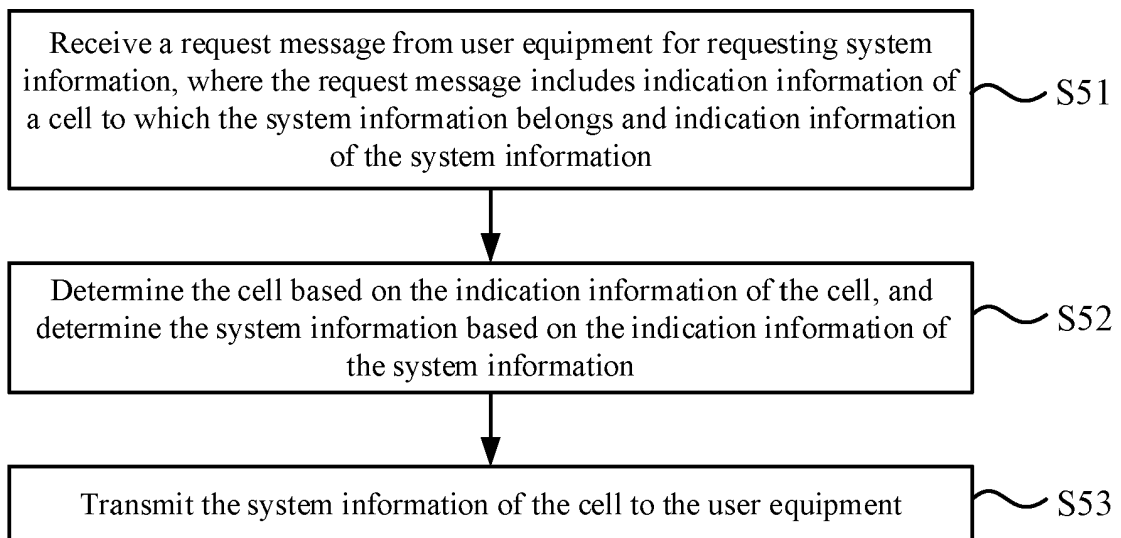 Receive a request message from user equipment for requesting system
information, where the request message includes indication information of
a cell to which the system information belongs and indication information
of the system information
S51
Determine the cell based on the indication information of the cell, and
determine the system information based on the indication information of
the system information
S52
Transmit the system information of the cell to the user equipment
S53